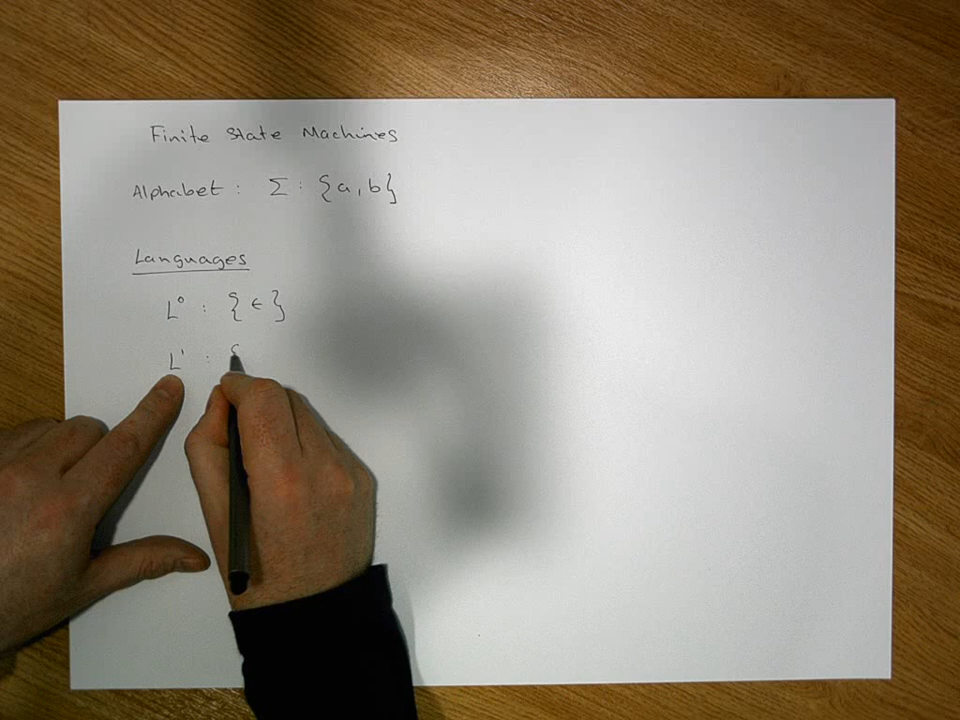 Finite State Machines
Alphabet : Σ : {a, b}
Languages
L⁰ : {ϵ}
L¹ : {